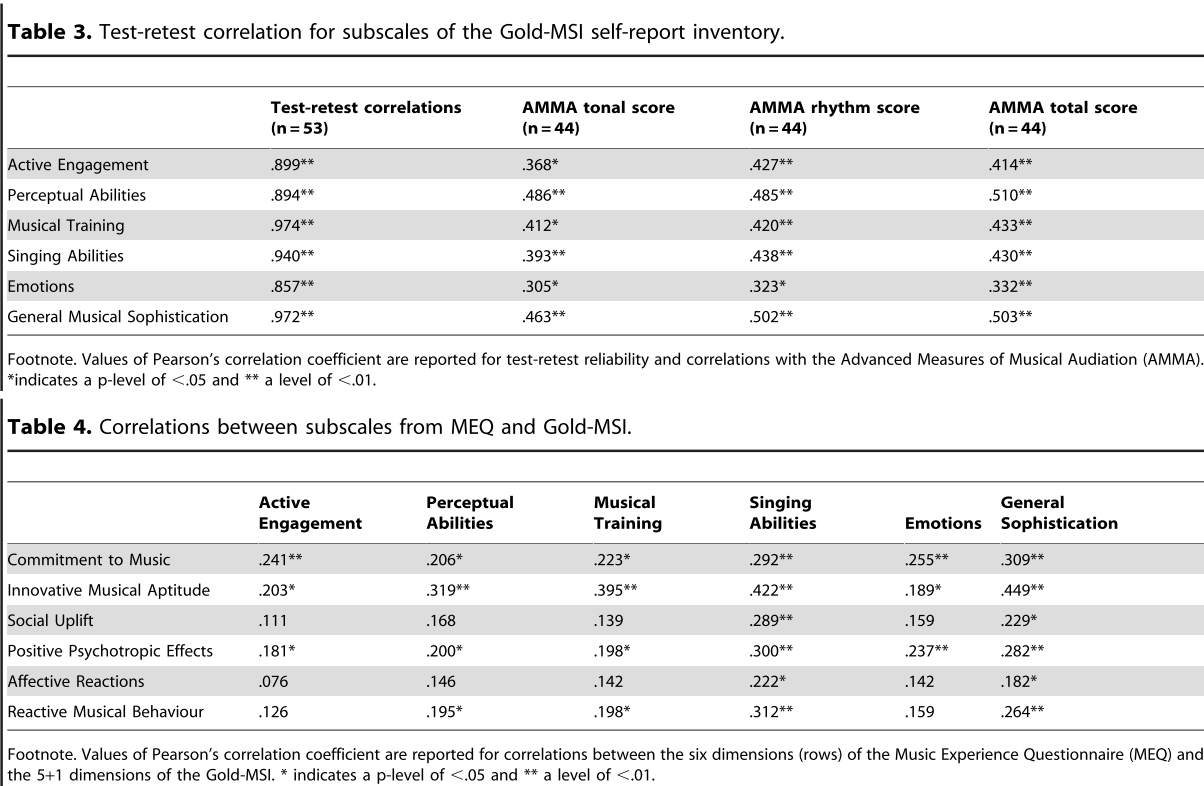 Table 3. Test-retest correlation for subscales of the Gold-MSI self-report inventory.
Test-retest correlations (n = 53) AMMA tonal score (n = 44) AMMA rhythm score (n = 44) AMMA total score (n = 44)
Active Engagement .899** .368* .427** .414**
Perceptual Abilities .894** .486** .485** .510**
Musical Training .974** .412* .420** .433**
Singing Abilities .940** .393** .438** .430**
Emotions .857** .305* .323* .332**
General Musical Sophistication .972** .463** .502** .503**
Footnote. Values of Pearson's correlation coefficient are reported for test-retest reliability and correlations with the Advanced Measures of Musical Audiation (AMMA).
*indicates a p-level of <.05 and ** a level of <.01.
Table 4. Correlations between subscales from MEQ and Gold-MSI.
Active Engagement Perceptual Abilities Musical Training Singing Abilities Emotions General Sophistication
Commitment to Music .241** .206* .223* .292** .255** .309**
Innovative Musical Aptitude .203* .319** .395** .422** .189* .449**
Social Uplift .111 .168 .139 .289** .159 .229*
Positive Psychotropic Effects .181* .200* .198* .300** .237** .282**
Affective Reactions .076 .146 .142 .222* .142 .182*
Reactive Musical Behaviour .126 .195* .198* .312** .159 .264**
Footnote. Values of Pearson's correlation coefficient are reported for correlations between the six dimensions (rows) of the Music Experience Questionnaire (MEQ) and
the 5+1 dimensions of the Gold-MSI. * indicates a p-level of <.05 and ** a level of <.01.